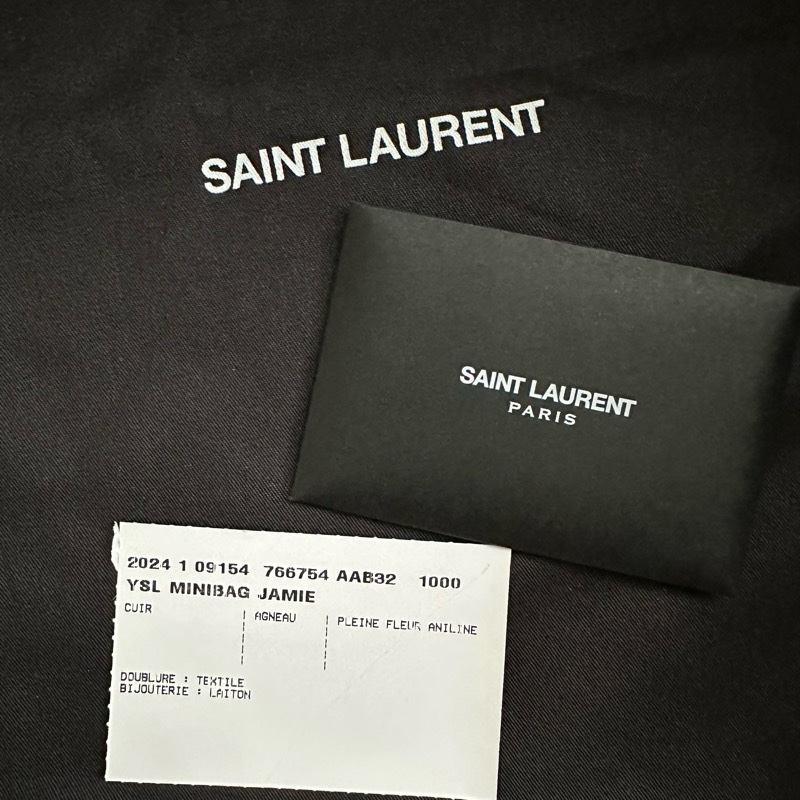 SAINT LAURENT
SAINT LAURENT
PARIS
2024 1 09154 766754 AAB32 1000
YSL MINIBAG JAMIE
CUIR AGNEAU PLEINE FLEUR ANILINE
DOUBLURE : TEXTILE
BIJOUTERIE : LAITON